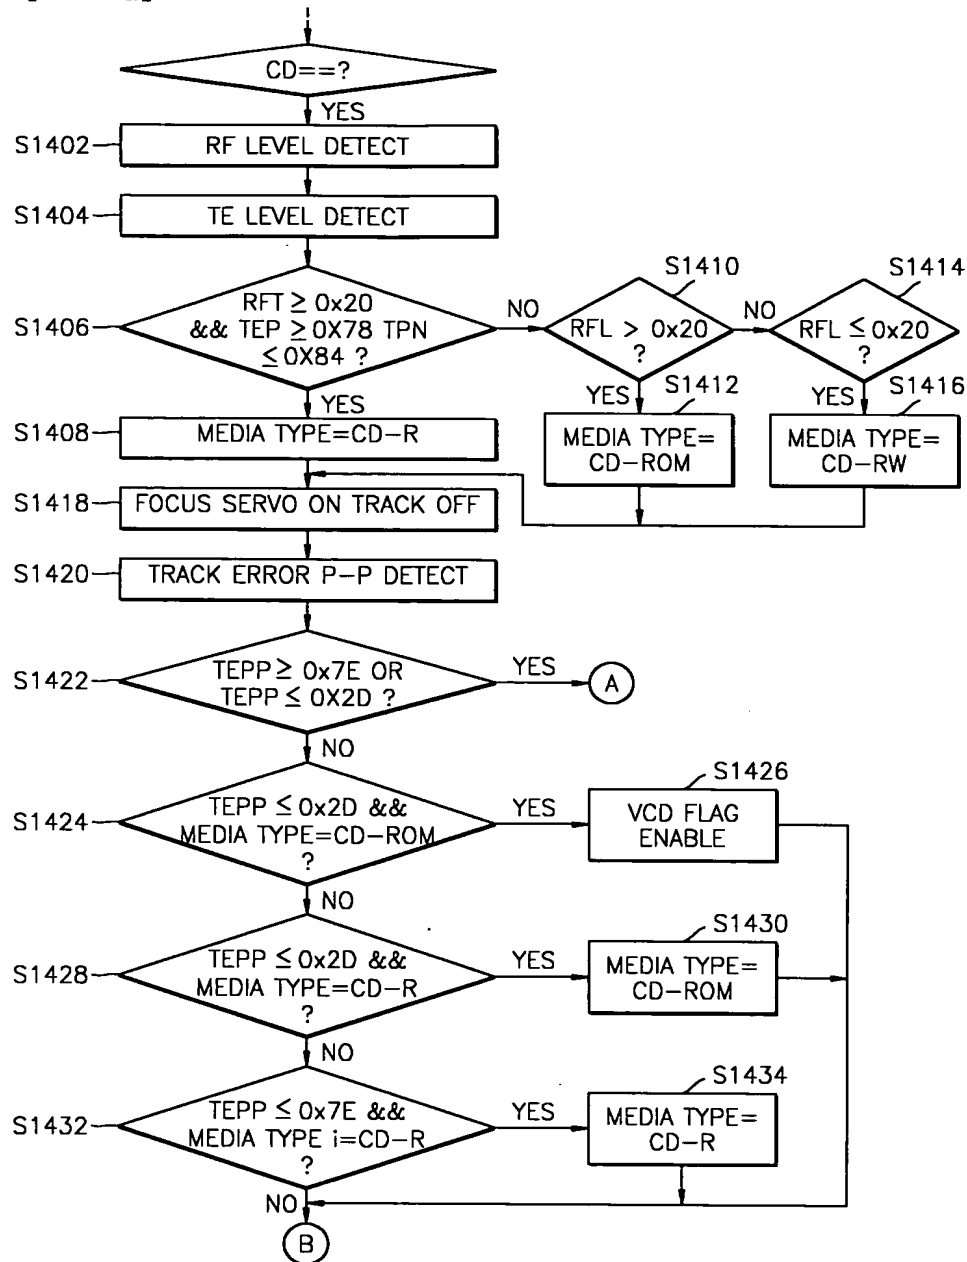 CD==?
YES
S1402
RF LEVEL DETECT
S1404
TE LEVEL DETECT
S1406
RFT ≥ 0x20
&& TEP ≥ 0X78 TPN
≤ 0X84 ?
NO
S1410
RFL > 0x20
?
NO
S1414
RFL ≤ 0x20
?
YES
S1408
MEDIA TYPE=CD-R
YES
S1412
MEDIA TYPE=
CD-ROM
YES
S1416
MEDIA TYPE=
CD-RW
S1418
FOCUS SERVO ON TRACK OFF
S1420
TRACK ERROR P-P DETECT
S1422
TEPP ≥ 0x7E OR
TEPP ≤ 0X2D ?
YES
A
NO
S1424
TEPP ≤ 0x2D &&
MEDIA TYPE=CD-ROM
?
YES
S1426
VCD FLAG
ENABLE
NO
S1428
TEPP ≤ 0x2D &&
MEDIA TYPE=CD-R
?
YES
S1430
MEDIA TYPE=
CD-ROM
NO
S1432
TEPP ≤ 0x7E &&
MEDIA TYPE i=CD-R
?
YES
S1434
MEDIA TYPE=
CD-R
NO
B